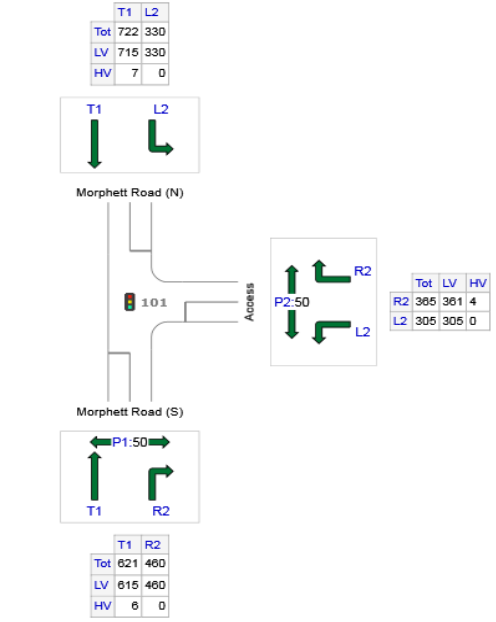 T1 L2
Tot 722 330
LV 715 330
HV 7 0
T1 L2
Morphett Road (N)
R2
P2:50
L2
Tot LV HV
R2 365 361 4
L2 305 305 0
101
Access
Morphett Road (S)
P1:50
T1 R2
T1 R2
Tot 621 460
LV 615 460
HV 6 0